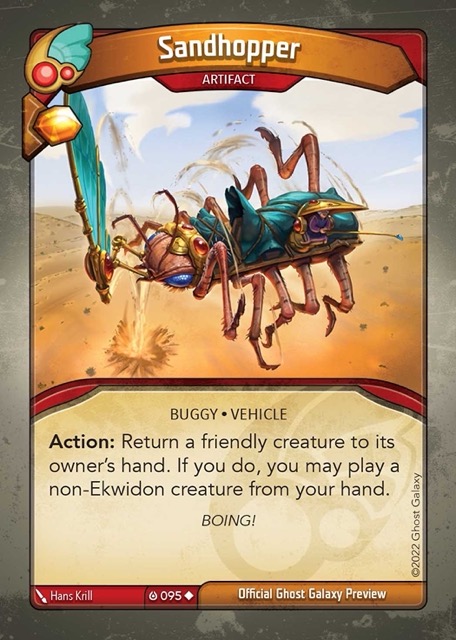 Sandhopper
ARTIFACT
BUGGY • VEHICLE
Action: Return a friendly creature to its
owner's hand. If you do, you may play a
non-Ekwidon creature from your hand.
BOING!
©2022 Ghost Galaxy
Hans Krill
095
Official Ghost Galaxy Preview